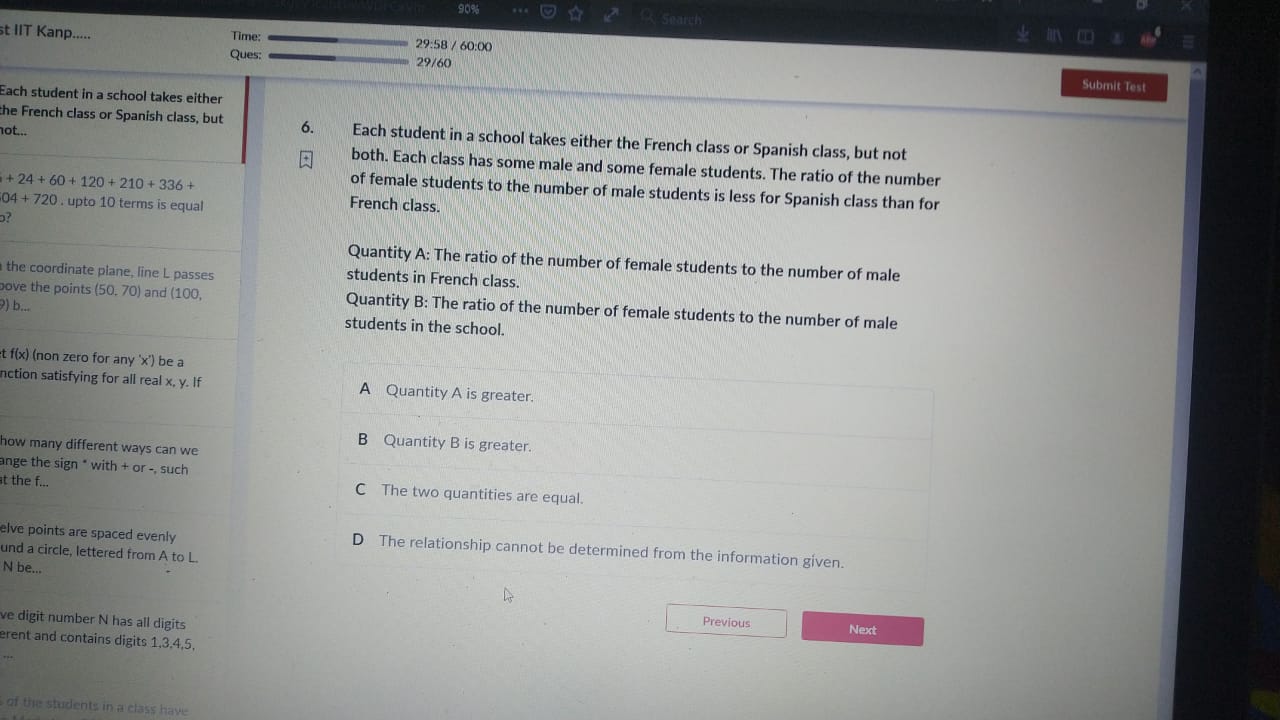 90%
Search
st IIT Kanp.....
Time: 29:58 / 60:00
Ques: 29/60
Submit Test
Each student in a school takes either
the French class or Spanish class, but
not...
+ 24 + 60 + 120 + 210 + 336 +
504 + 720 . upto 10 terms is equal
o?
the coordinate plane, line L passes
bove the points (50, 70) and (100,
9) b...
et f(x) (non zero for any 'x') be a
nction satisfying for all real x, y. If
how many different ways can we
ange the sign * with + or -, such
at the f...
elve points are spaced evenly
und a circle, lettered from A to L.
N be...
ve digit number N has all digits
erent and contains digits 1,3,4,5,
...
of the students in a class have
6.
Each student in a school takes either the French class or Spanish class, but not
both. Each class has some male and some female students. The ratio of the number
of female students to the number of male students is less for Spanish class than for
French class.
Quantity A: The ratio of the number of female students to the number of male
students in French class.
Quantity B: The ratio of the number of female students to the number of male
students in the school.
A Quantity A is greater.
B Quantity B is greater.
C The two quantities are equal.
D The relationship cannot be determined from the information given.
Previous
Next